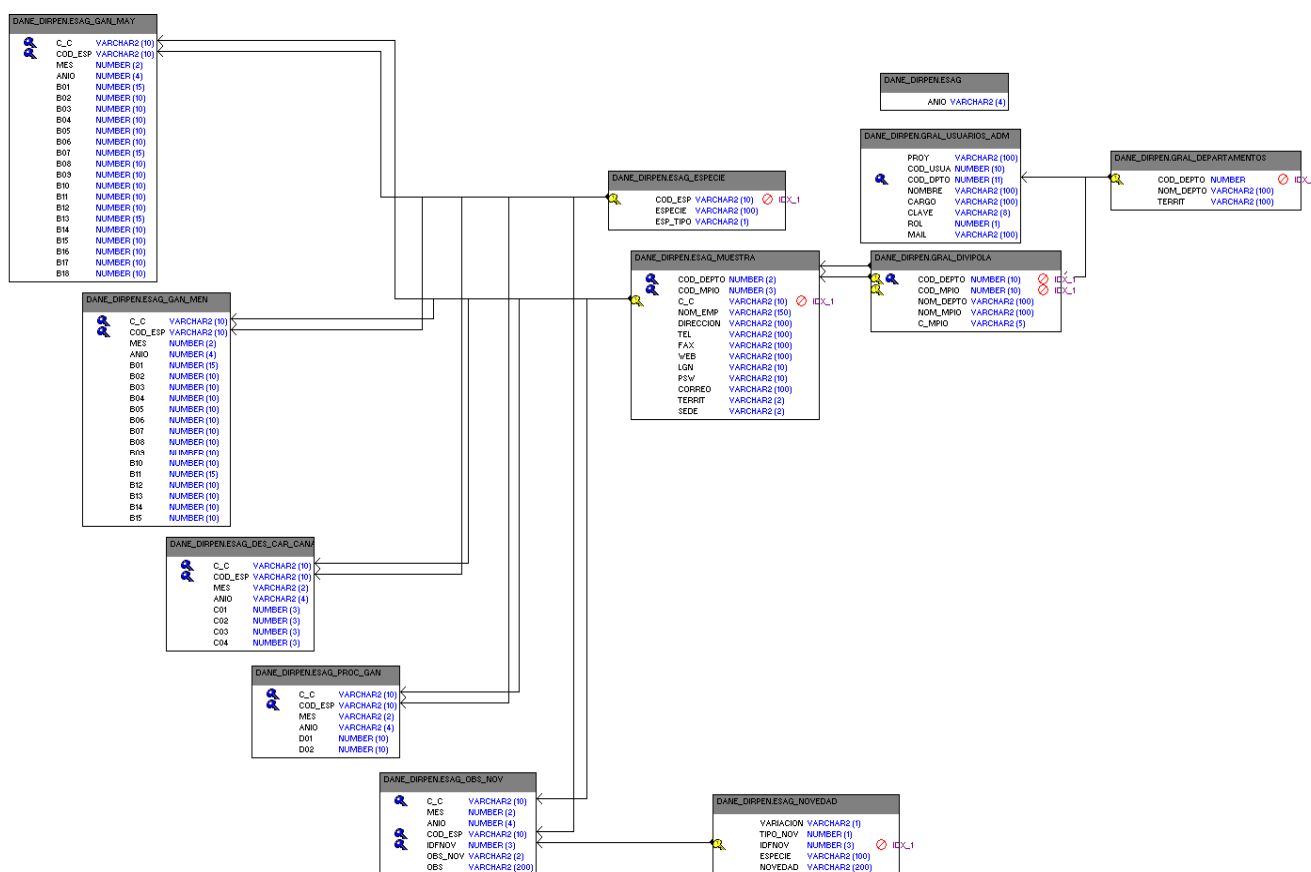 DANE_DIRPEN.ESAG_GAN_MAY
C_C VARCHAR2 (10)
COD_ESP VARCHAR2 (10)
MES NUMBER (2)
ANIO NUMBER (4)
B01 NUMBER (15)
B02 NUMBER (10)
B03 NUMBER (10)
B04 NUMBER (10)
B05 NUMBER (10)
B06 NUMBER (10)
B07 NUMBER (15)
B08 NUMBER (10)
B09 NUMBER (10)
B10 NUMBER (10)
B11 NUMBER (10)
B12 NUMBER (10)
B13 NUMBER (15)
B14 NUMBER (10)
B15 NUMBER (10)
B16 NUMBER (10)
B17 NUMBER (10)
B18 NUMBER (10)
DANE_DIRPEN.ESAG_GAN_MEN
C_C VARCHAR2 (10)
COD_ESP VARCHAR2 (10)
MES NUMBER (2)
ANIO NUMBER (4)
B01 NUMBER (15)
B02 NUMBER (10)
B03 NUMBER (10)
B04 NUMBER (10)
B05 NUMBER (10)
B06 NUMBER (10)
B07 NUMBER (10)
B08 NUMBER (10)
B09 NUMBER (10)
B10 NUMBER (10)
B11 NUMBER (15)
B12 NUMBER (10)
B13 NUMBER (10)
B14 NUMBER (10)
B15 NUMBER (10)
DANE_DIRPEN.ESAG_DES_CAR_CANA
C_C VARCHAR2 (10)
COD_ESP VARCHAR2 (10)
MES VARCHAR2 (2)
ANIO VARCHAR2 (4)
C01 NUMBER (3)
C02 NUMBER (3)
C03 NUMBER (3)
C04 NUMBER (3)
DANE_DIRPEN.ESAG_PROC_GAN
C_C VARCHAR2 (10)
COD_ESP VARCHAR2 (10)
MES VARCHAR2 (2)
ANIO VARCHAR2 (4)
D01 NUMBER (10)
D02 NUMBER (10)
DANE_DIRPEN.ESAG_OBS_NOV
C_C VARCHAR2 (10)
MES NUMBER (2)
ANIO NUMBER (4)
COD_ESP VARCHAR2 (10)
IDFNOV NUMBER (3)
OBS_NOV VARCHAR2 (2)
OBS VARCHAR2 (200)
DANE_DIRPEN.ESAG_ESPECIE
COD_ESP VARCHAR2 (10) IDX_1
ESPECIE VARCHAR2 (100)
ESP_TIPO VARCHAR2 (1)
DANE_DIRPEN.ESAG_MUESTRA
COD_DEPTO NUMBER (2)
COD_MPIO NUMBER (3)
C_C VARCHAR2 (10) IDX_1
NOM_EMP VARCHAR2 (150)
DIRECCION VARCHAR2 (100)
TEL VARCHAR2 (100)
FAX VARCHAR2 (100)
WEB VARCHAR2 (100)
LGN VARCHAR2 (10)
PSW VARCHAR2 (10)
CORREO VARCHAR2 (100)
TERRIT VARCHAR2 (2)
SEDE VARCHAR2 (2)
DANE_DIRPEN.ESAG_NOVEDAD
VARIACION VARCHAR2 (1)
TIPO_NOV NUMBER (1)
IDFNOV NUMBER (3) IDX_1
ESPECIE VARCHAR2 (100)
NOVEDAD VARCHAR2 (200)
DANE_DIRPEN.ESAG
ANIO VARCHAR2 (4)
DANE_DIRPEN.GRAL_USUARIOS_ADM
PROY VARCHAR2 (100)
COD_USUA NUMBER (10)
COD_DPTO NUMBER (11)
NOMBRE VARCHAR2 (100)
CARGO VARCHAR2 (100)
CLAVE VARCHAR2 (8)
ROL NUMBER (1)
MAIL VARCHAR2 (100)
DANE_DIRPEN.GRAL_DIVIPOLA
COD_DEPTO NUMBER (10) IDX_1
COD_MPIO NUMBER (10) IDX_1
NOM_DEPTO VARCHAR2 (100)
NOM_MPIO VARCHAR2 (100)
C_MPIO VARCHAR2 (5)
DANE_DIRPEN.GRAL_DEPARTAMENTOS
COD_DEPTO NUMBER IDX_
NOM_DEPTO VARCHAR2 (100)
TERRIT VARCHAR2 (100)